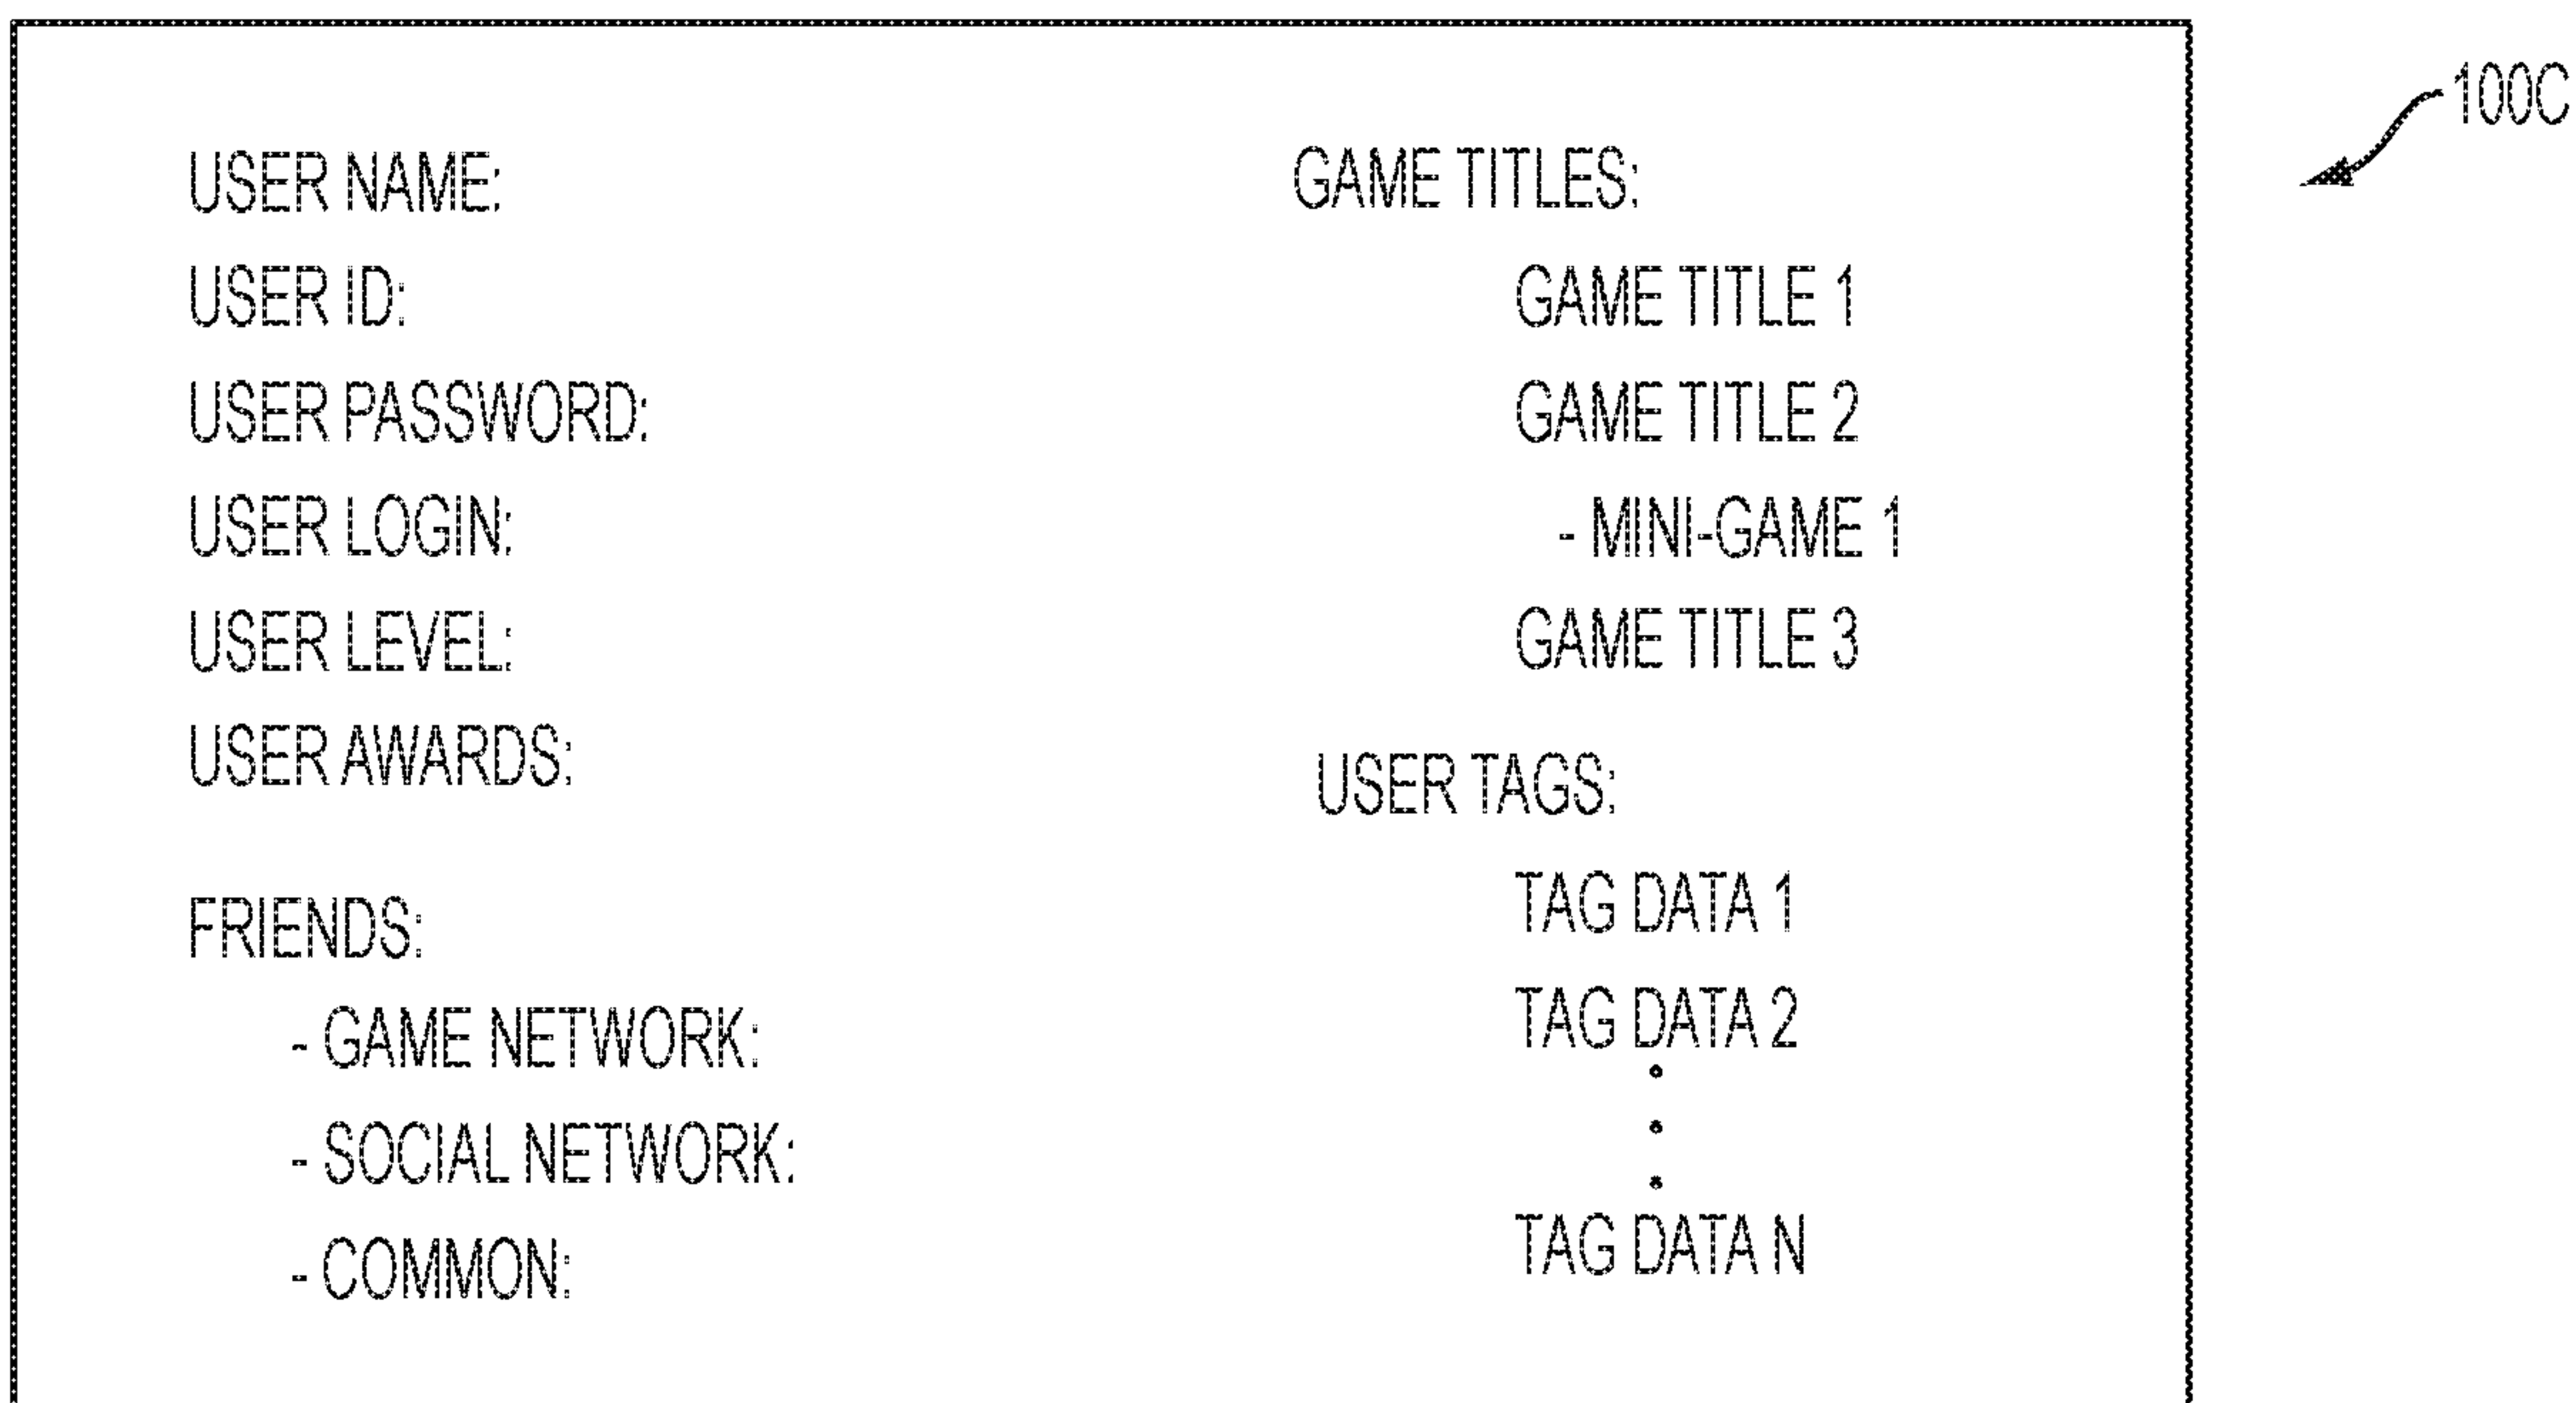 USER NAME:
USER ID:
USER PASSWORD:
USER LOGIN:
USER LEVEL:
USER AWARDS:
FRIENDS:
- GAME NETWORK:
- SOCIAL NETWORK:
- COMMON:
GAME TITLES:
GAME TITLE 1
GAME TITLE 2
- MINI-GAME 1
GAME TITLE 3
USER TAGS:
TAG DATA 1
TAG DATA 2
TAG DATA N
100C